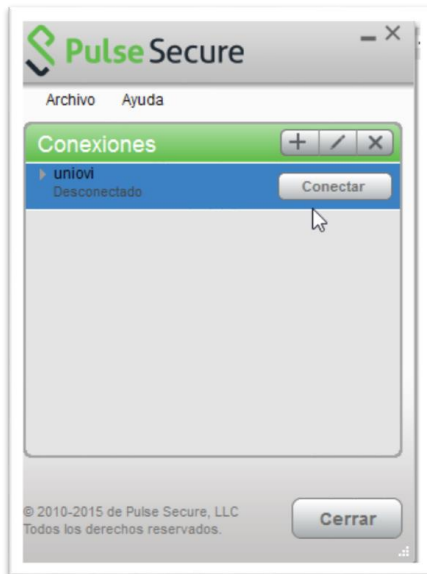 Pulse Secure
Archivo Ayuda
Conexiones
uniovi
Desconectado
Conectar
© 2010-2015 de Pulse Secure, LLC
Todos los derechos reservados.
Cerrar